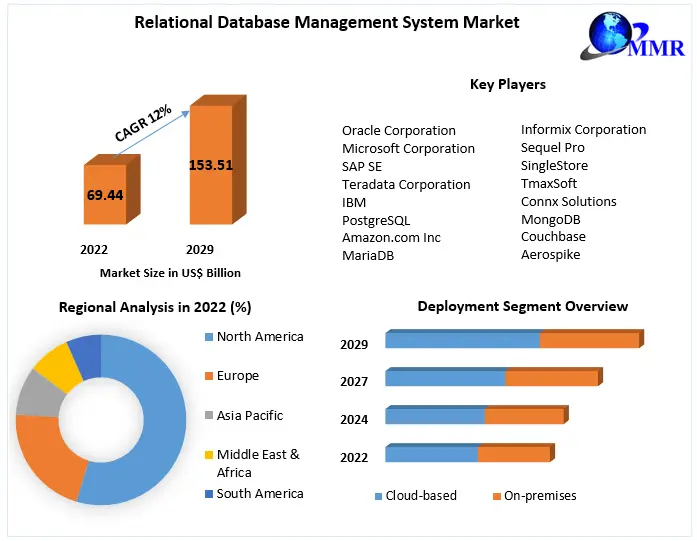 Relational Database Management System Market
MMR
CAGR 12%
69.44
153.51
2022
2029
Market Size in US$ Billion
Key Players
Oracle Corporation
Microsoft Corporation
SAP SE
Teradata Corporation
IBM
PostgreSQL
Amazon.com Inc
MariaDB
Informix Corporation
Sequel Pro
SingleStore
TmaxSoft
Connx Solutions
MongoDB
Couchbase
Aerospike
Regional Analysis in 2022 (%)
North America
Europe
Asia Pacific
Middle East &
Africa
South America
Deployment Segment Overview
2029
2027
2024
2022
Cloud-based
On-premises